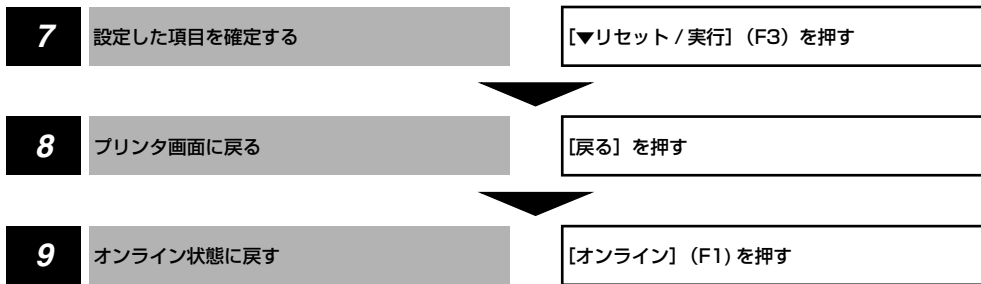 7 設定した項目を確定する [▼リセット / 実行]（F3）を押す
8 プリンタ画面に戻る [戻る] を押す
9 オンライン状態に戻す [オンライン]（F1) を押す